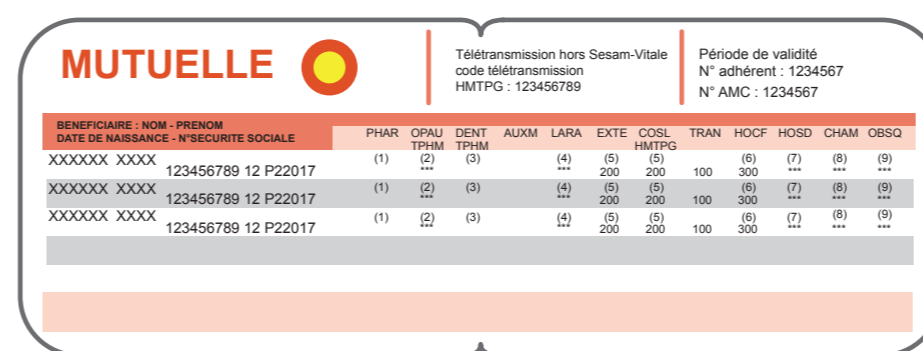 MUTUELLE
Télétransmission hors Sesam-Vitale
code télétransmission
HMTPG : 123456789
Période de validité
N° adhérent : 1234567
N° AMC : 1234567
BENEFICIAIRE : NOM - PRENOM
DATE DE NAISSANCE - N°SECURITE SOCIALE
PHAR OPAU DENT AUXM LARA EXTE COSL TRAN HOCF HOSD CHAM OBSQ
TPHM TPHM HMTPG
XXXXXX XXXX (1) (2) (3) (4) (5) (5) (6) (7) (8) (9)
123456789 12 P22017 *** *** 200 200 100 300 *** *** ***
XXXXXX XXXX (1) (2) (3) (4) (5) (5) (6) (7) (8) (9)
123456789 12 P22017 *** *** 200 200 100 300 *** *** ***
XXXXXX XXXX (1) (2) (3) (4) (5) (5) (6) (7) (8) (9)
123456789 12 P22017 *** *** 200 200 100 300 *** *** ***